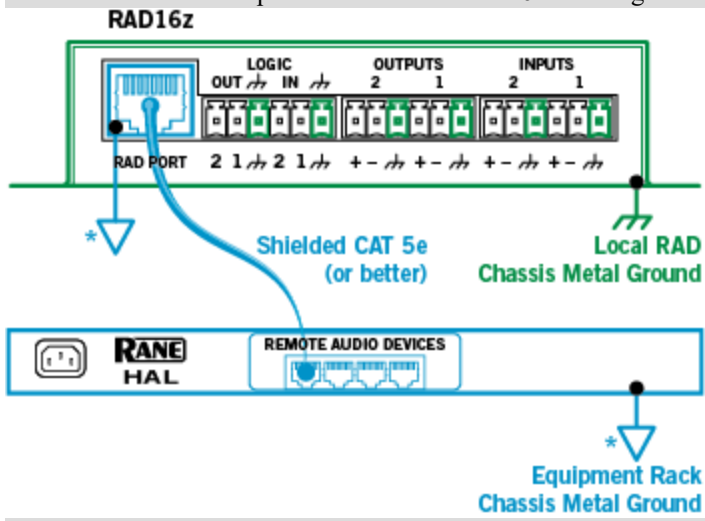 RAD16z
LOGIC
OUT IN
OUTPUTS
2 1
INPUTS
2 1
RAD PORT
2 1 2 1
+ - + -
+ - + -
*
Shielded CAT 5e
(or better)
Local RAD
Chassis Metal Ground
RANE
HAL
REMOTE AUDIO DEVICES
*
Equipment Rack
Chassis Metal Ground